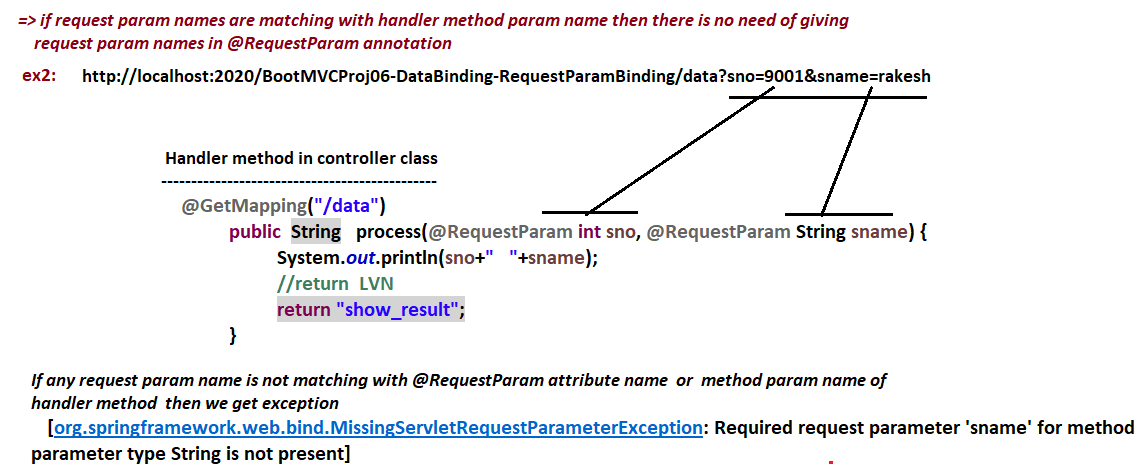 => if request param names are matching with handler method param name then there is no need of giving
request param names in @RequestParam annotation
ex2: http://localhost:2020/BootMVCProj06-DataBinding-RequestParamBinding/data?sno=9001&sname=rakesh
Handler method in controller class
----------------------------------------------
@GetMapping("/data")
public String process(@RequestParam int sno, @RequestParam String sname) {
System.out.println(sno+" "+sname);
//return LVN
return "show_result";
}
If any request param name is not matching with @RequestParam attribute name or method param name of
handler method then we get exception
[org.springframework.web.bind.MissingServletRequestParameterException: Required request parameter 'sname' for method
parameter type String is not present]